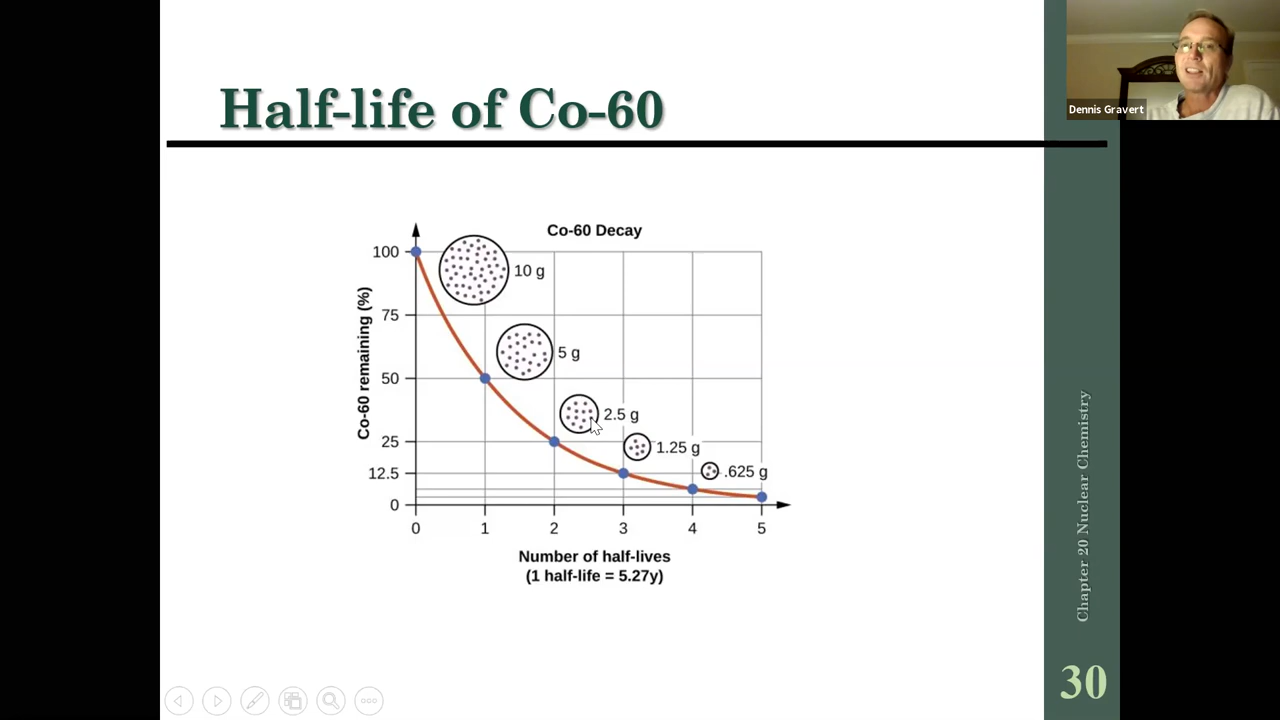 Half-life of Co-60
Dennis Gravert
Co-60 Decay
Co-60 remaining (%)
100
75
50
25
12.5
0
10 g
5 g
2.5 g
1.25 g
.625 g
0 1 2 3 4 5
Number of half-lives
(1 half-life = 5.27y)
Chapter 20 Nuclear Chemistry
30